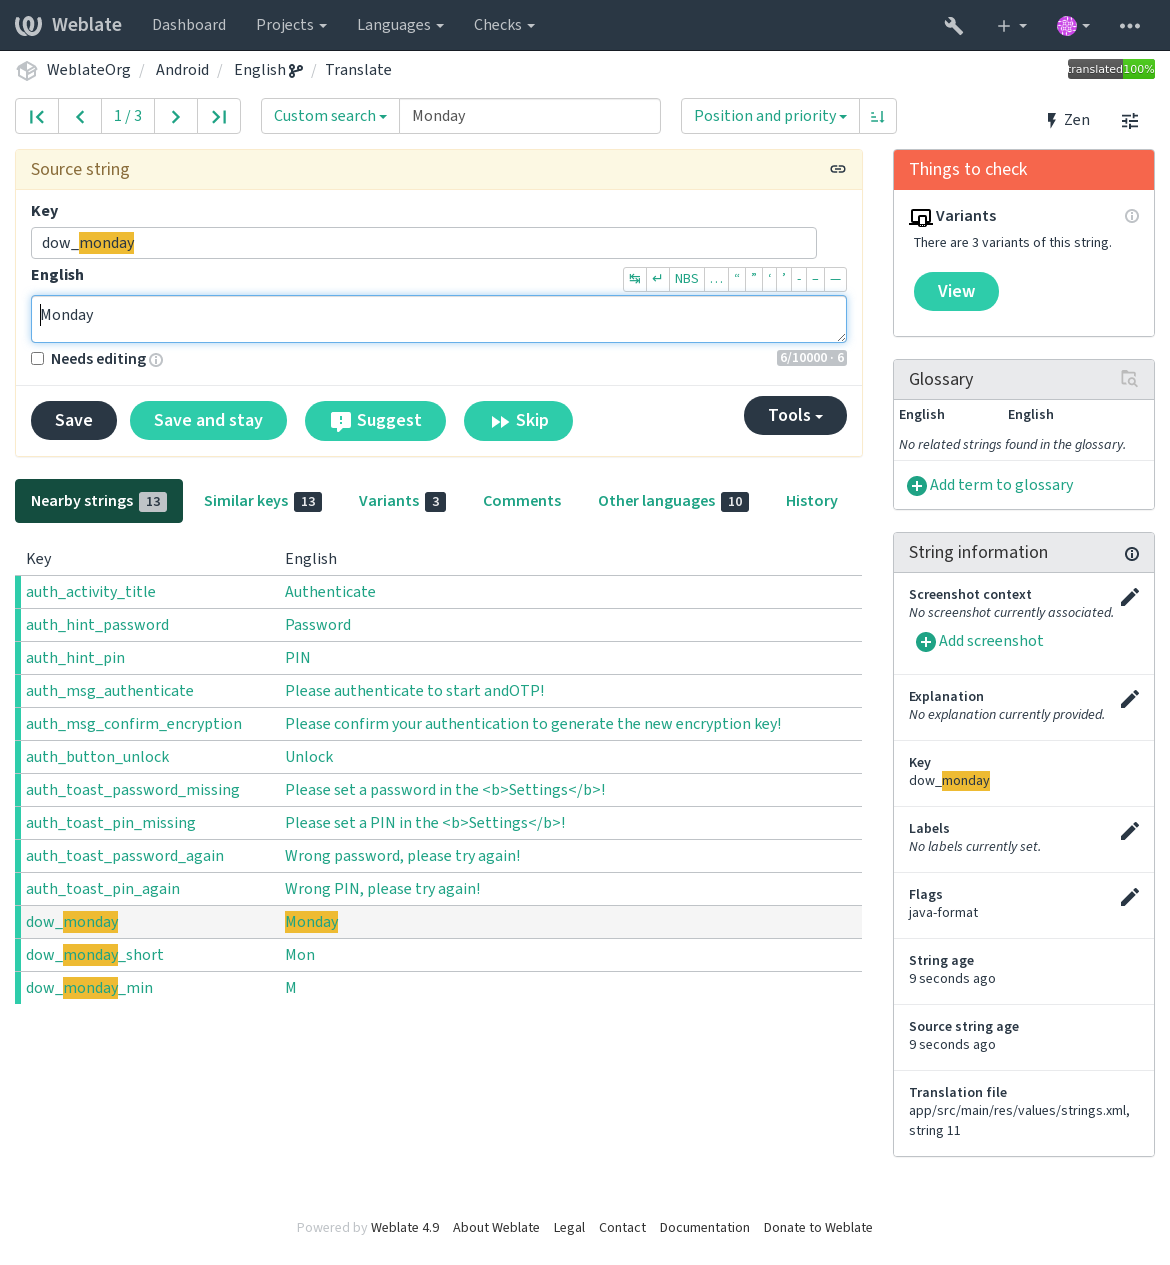 Weblate Dashboard Projects Languages Checks
WeblateOrg / Android / English / Translate
translated 100%
1 / 3 Custom search Monday Position and priority Zen
Source string
Key
dow_monday
English
↹ ↵ NBS … “ ” ‘ ’ - – —
Monday
Needs editing
6/10000 · 6
Save Save and stay Suggest Skip Tools
Nearby strings 13 Similar keys 13 Variants 3 Comments Other languages 10 History
Key English
auth_activity_title Authenticate
auth_hint_password Password
auth_hint_pin PIN
auth_msg_authenticate Please authenticate to start andOTP!
auth_msg_confirm_encryption Please confirm your authentication to generate the new encryption key!
auth_button_unlock Unlock
auth_toast_password_missing Please set a password in the <b>Settings</b>!
auth_toast_pin_missing Please set a PIN in the <b>Settings</b>!
auth_toast_password_again Wrong password, please try again!
auth_toast_pin_again Wrong PIN, please try again!
dow_monday Monday
dow_monday_short Mon
dow_monday_min M
Things to check
Variants
There are 3 variants of this string.
View
Glossary
English English
No related strings found in the glossary.
Add term to glossary
String information
Screenshot context
No screenshot currently associated.
Add screenshot
Explanation
No explanation currently provided.
Key
dow_monday
Labels
No labels currently set.
Flags
java-format
String age
9 seconds ago
Source string age
9 seconds ago
Translation file
app/src/main/res/values/strings.xml,
string 11
Powered by Weblate 4.9 About Weblate Legal Contact Documentation Donate to Weblate